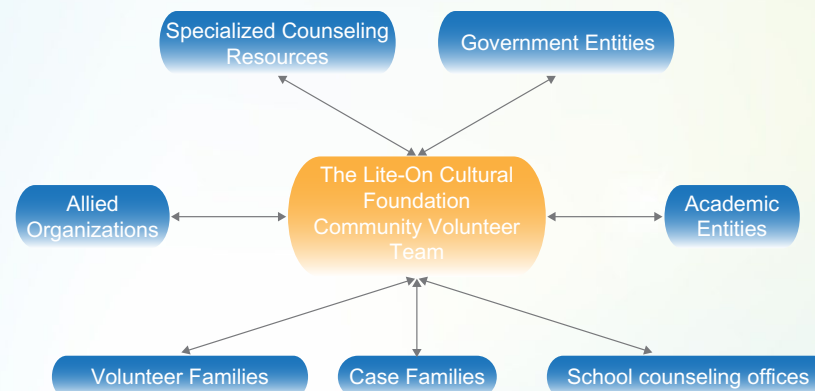 Specialized Counseling
Resources
Government Entities
The Lite-On Cultural
Foundation
Community Volunteer
Team
Allied
Organizations
Academic
Entities
Volunteer Families
Case Families
School counseling offices